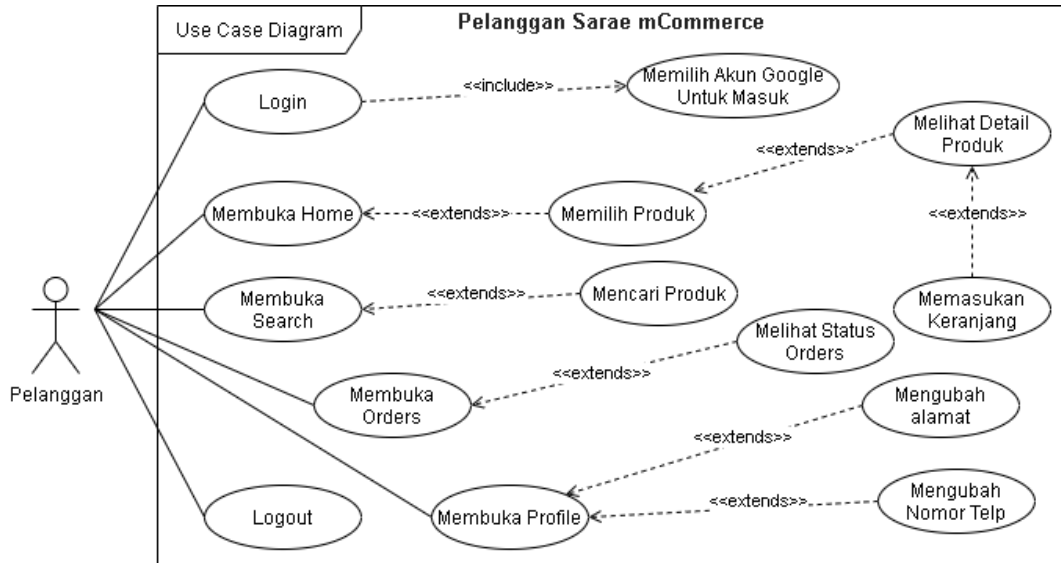 Use Case Diagram
Pelanggan Sarae mCommerce
Login
<<include>>
Memilih Akun Google
Untuk Masuk
Melihat Detail
Produk
<<extends>>
Membuka Home
<<extends>>
Memilih Produk
<<extends>>
Membuka
Search
<<extends>>
Mencari Produk
Memasukan
Keranjang
Melihat Status
Orders
<<extends>>
Pelanggan
Membuka
Orders
Mengubah
alamat
<<extends>>
Logout
Membuka Profile
<<extends>>
Mengubah
Nomor Telp